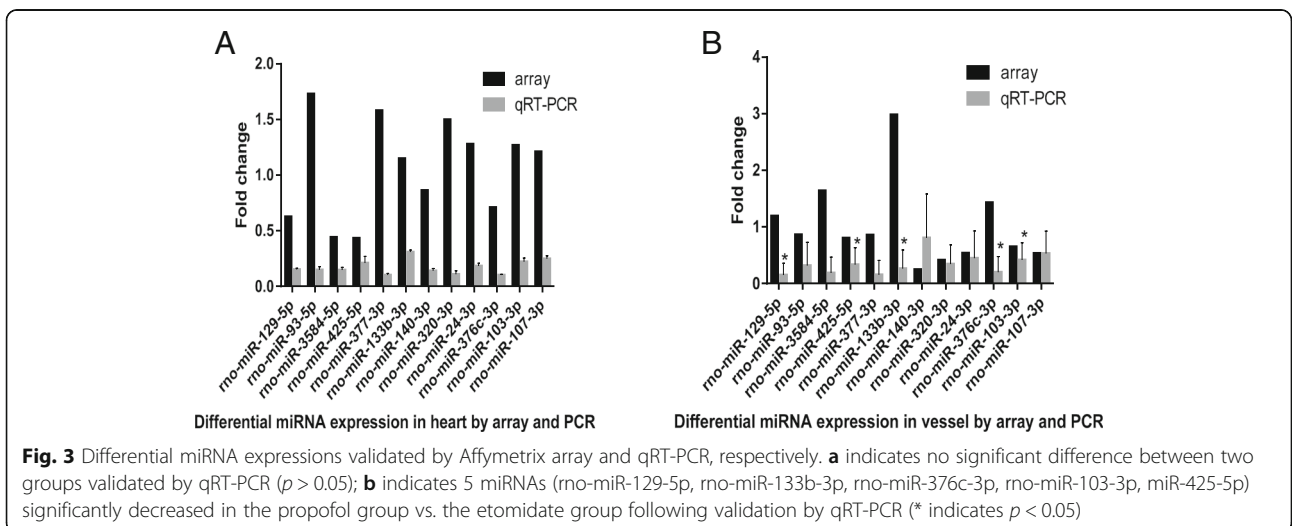 A
2.0
1.5
1.0
0.5
0.0
Fold change
array
qRT-PCR
rno-miR-129-5p
rno-miR-93-5p
rno-miR-3584-5p
rno-miR-425-5p
rno-miR-377-3p
rno-miR-133b-3p
rno-miR-140-3p
rno-miR-320-3p
rno-miR-24-3p
rno-miR-376c-3p
rno-miR-103-3p
rno-miR-107-3p
Differential miRNA expression in heart by array and PCR
B
4
3
2
1
0
Fold change
array
qRT-PCR
*
*
*
*
*
rno-miR-129-5p
rno-miR-93-5p
rno-miR-3584-5p
rno-miR-425-5p
rno-miR-377-3p
rno-miR-133b-3p
rno-miR-140-3p
rno-miR-320-3p
rno-miR-24-3p
rno-miR-376c-3p
rno-miR-103-3p
rno-miR-107-3p
Differential miRNA expression in vessel by array and PCR
Fig. 3 Differential miRNA expressions validated by Affymetrix array and qRT-PCR, respectively. a indicates no significant difference between two
groups validated by qRT-PCR (p > 0.05); b indicates 5 miRNAs (rno-miR-129-5p, rno-miR-133b-3p, rno-miR-376c-3p, rno-miR-103-3p, miR-425-5p)
significantly decreased in the propofol group vs. the etomidate group following validation by qRT-PCR (* indicates p < 0.05)